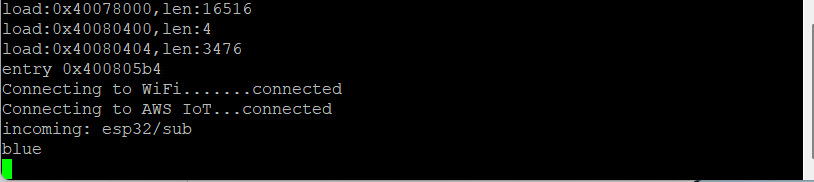 load:0x40078000,len:16516
load:0x40080400,len:4
load:0x40080404,len:3476
entry 0x400805b4
Connecting to WiFi.......connected
Connecting to AWS IoT...connected
incoming: esp32/sub
blue